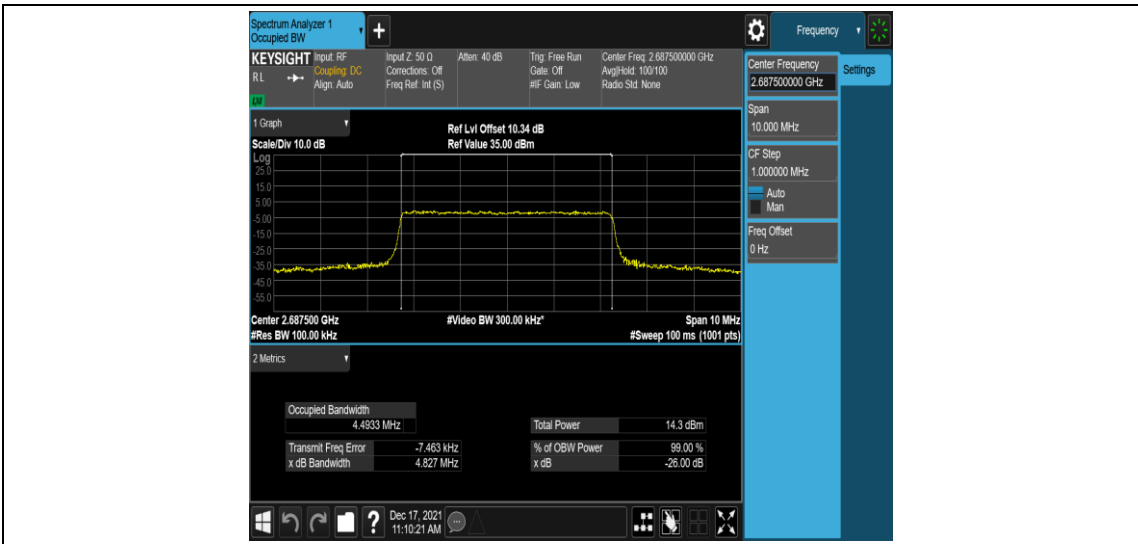 Spectrum Analyzer 1
Occupied BW
+
Frequency
KEYSIGHT
RL
LXI
Input: RF
Coupling: DC
Align: Auto
Input Z: 50 Ω
Corrections: Off
Freq Ref: Int (S)
Atten: 40 dB
Trig: Free Run
Gate: Off
#IF Gain: Low
Center Freq: 2.687500000 GHz
Avg|Hold: 100/100
Radio Std: None
Center Frequency
2.687500000 GHz
Settings
Span
10.000 MHz
CF Step
1.000000 MHz
Auto
Man
Freq Offset
0 Hz
1 Graph
Scale/Div 10.0 dB
Ref Lvl Offset 10.34 dB
Ref Value 35.00 dBm
Log
25.0
15.0
5.00
-5.00
-15.0
-25.0
-35.0
-45.0
-55.0
Center 2.687500 GHz
#Res BW 100.00 kHz
#Video BW 300.00 kHz*
Span 10 MHz
#Sweep 100 ms (1001 pts)
2 Metrics
Occupied Bandwidth
4.4933 MHz
Total Power 14.3 dBm
Transmit Freq Error -7.463 kHz
% of OBW Power 99.00 %
x dB Bandwidth 4.827 MHz
x dB -26.00 dB
?
Dec 17, 2021
11:10:21 AM